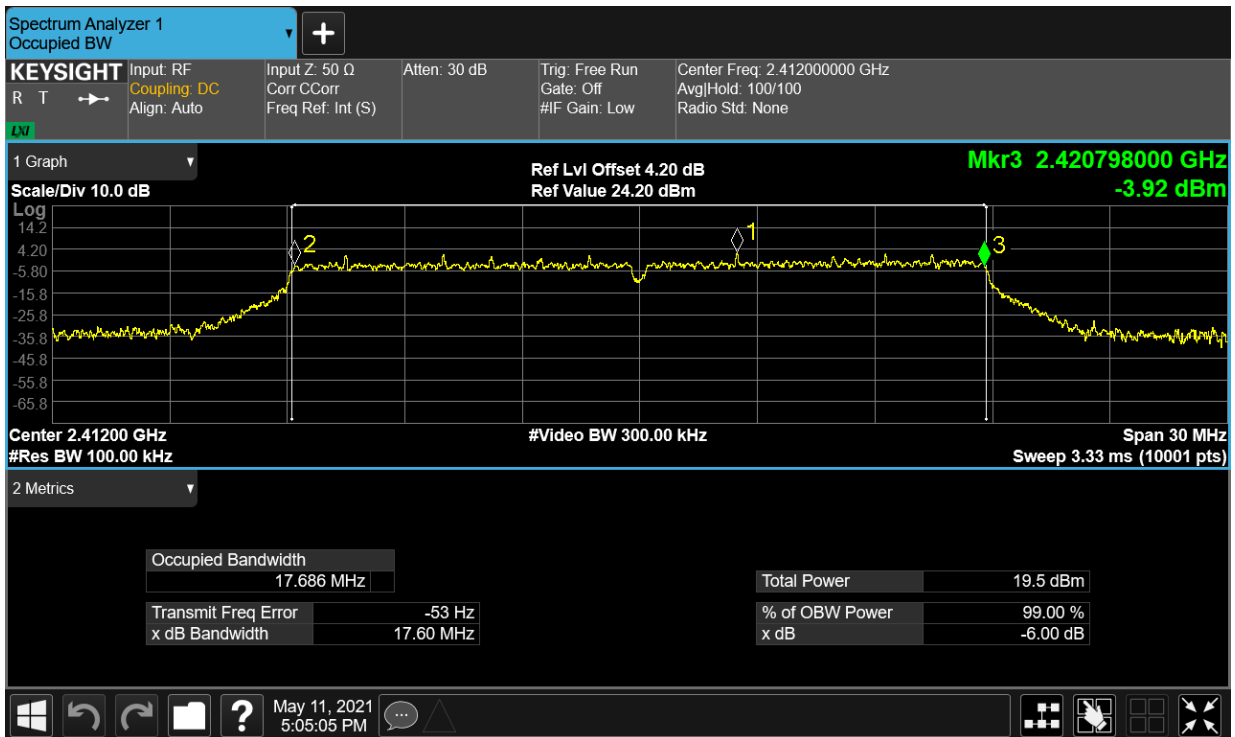 Spectrum Analyzer 1
Occupied BW
+
KEYSIGHT
R T
LXI
Input: RF
Coupling: DC
Align: Auto
Input Z: 50 Ω
Corr CCorr
Freq Ref: Int (S)
Atten: 30 dB
Trig: Free Run
Gate: Off
#IF Gain: Low
Center Freq: 2.412000000 GHz
Avg|Hold: 100/100
Radio Std: None
1 Graph
Scale/Div 10.0 dB
Ref Lvl Offset 4.20 dB
Ref Value 24.20 dBm
Mkr3 2.420798000 GHz
-3.92 dBm
Log
14.2
4.20
-5.80
-15.8
-25.8
-35.8
-45.8
-55.8
-65.8
2
1
3
Center 2.41200 GHz
#Res BW 100.00 kHz
#Video BW 300.00 kHz
Span 30 MHz
Sweep 3.33 ms (10001 pts)
2 Metrics
Occupied Bandwidth
17.686 MHz
Transmit Freq Error -53 Hz
x dB Bandwidth 17.60 MHz
Total Power 19.5 dBm
% of OBW Power 99.00 %
x dB -6.00 dB
?
May 11, 2021
5:05:05 PM